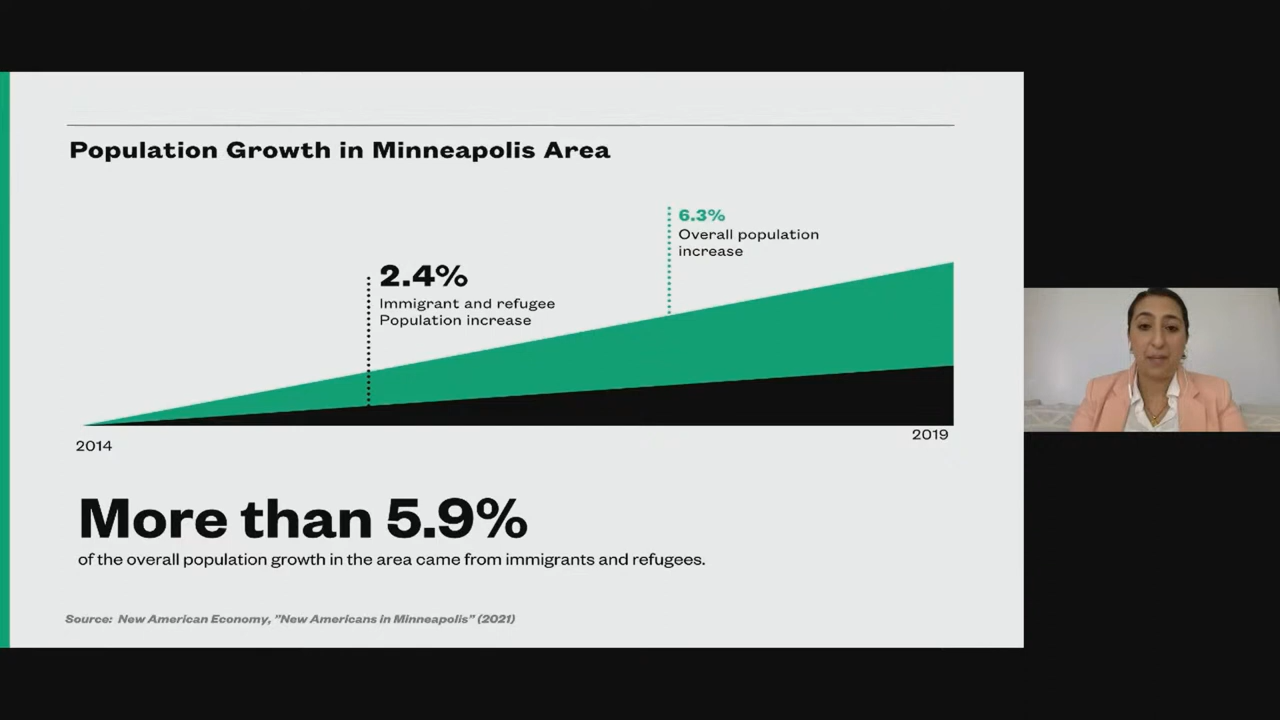 Population Growth in Minneapolis Area
6.3%
Overall population
increase
2.4%
Immigrant and refugee
Population increase
2014
2019
More than 5.9%
of the overall population growth in the area came from immigrants and refugees.
Source: New American Economy, "New Americans in Minneapolis" (2021)